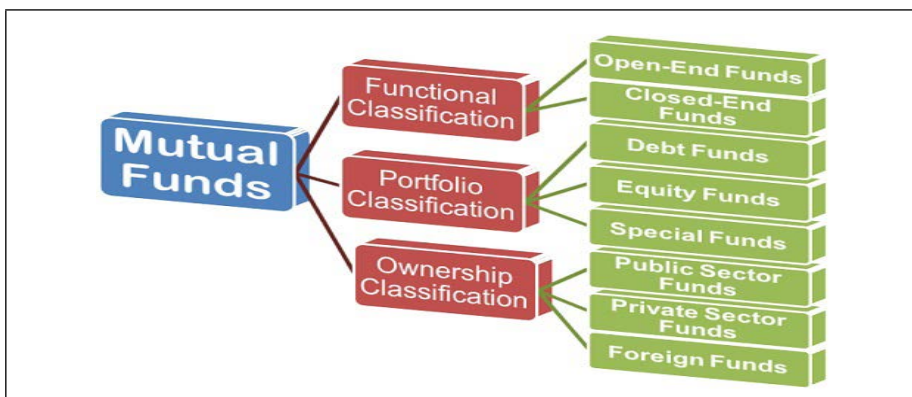 Mutual
Funds
Functional
Classification
Open-End Funds
Closed-End
Funds
Portfolio
Classification
Debt Funds
Equity Funds
Special Funds
Ownership
Classification
Public Sector
Funds
Private Sector
Funds
Foreign Funds